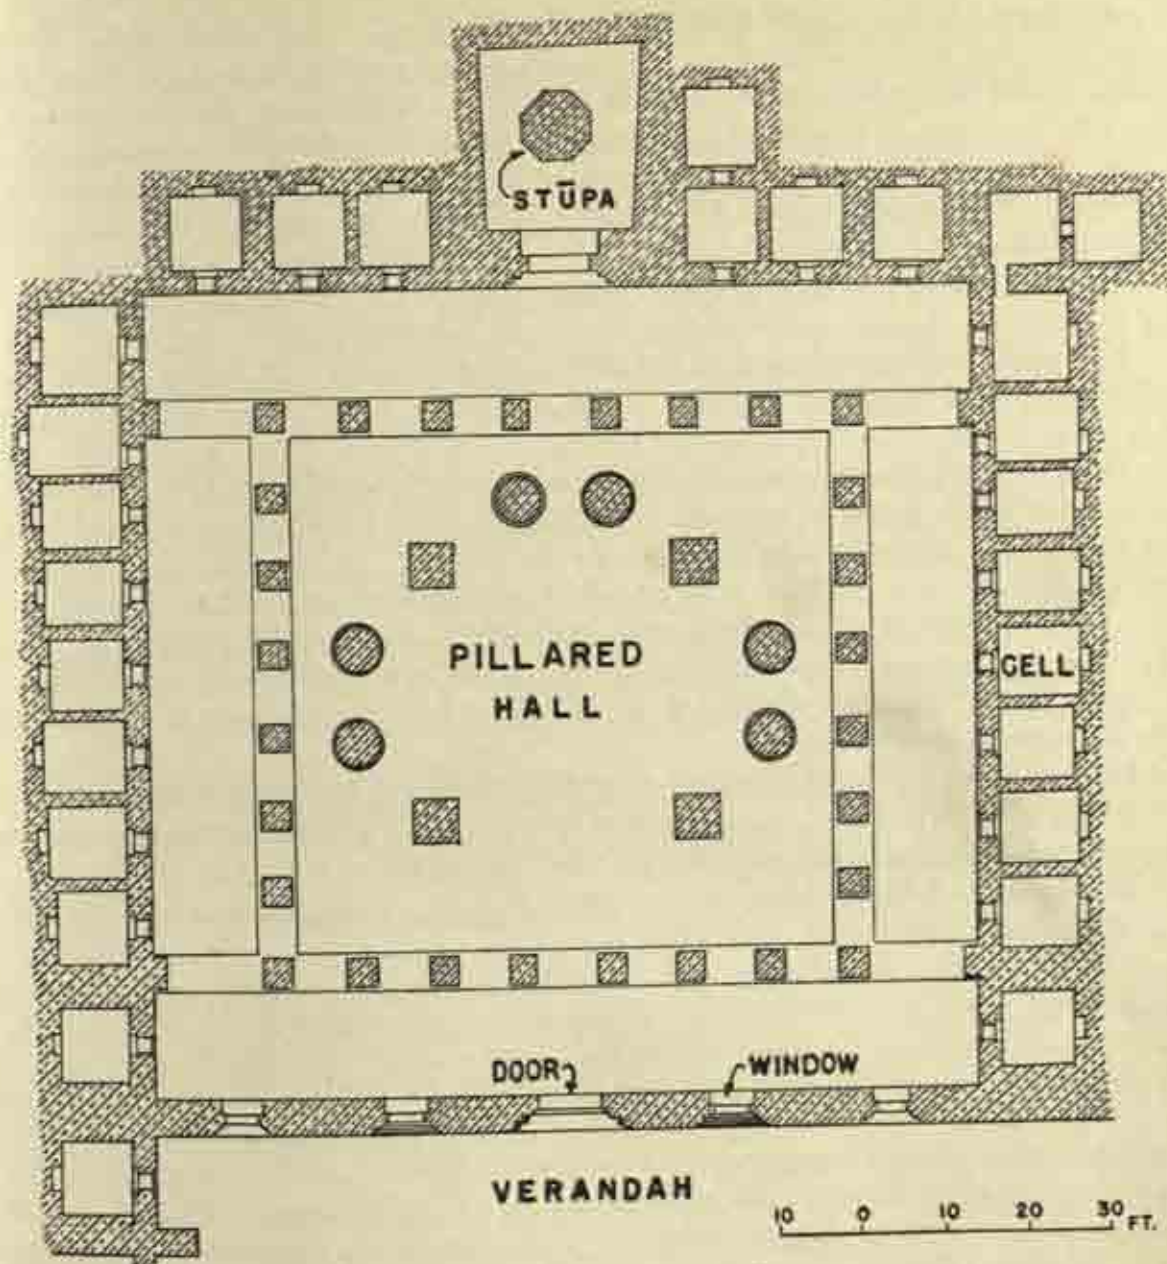 STŪPA
PILLARED
HALL
CELL
DOOR
WINDOW
VERANDAH
10 0 10 20 30 FT.